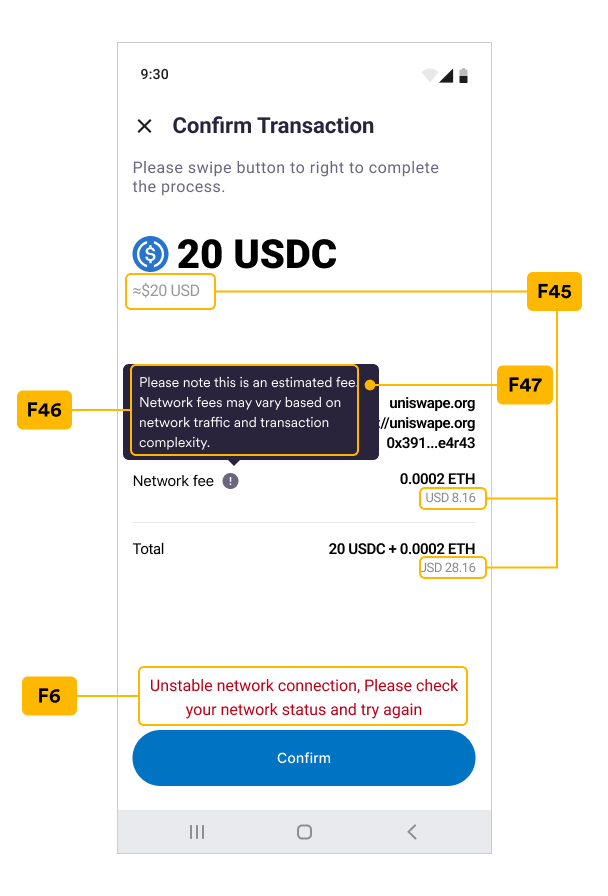 9:30
Confirm Transaction
Please swipe button to right to complete
the process.
20 USDC
≈$20 USD
F45
Please note this is an estimated fee.
Network fees may vary based on
network traffic and transaction
complexity.
F46
F47
uniswape.org
://uniswape.org
0x391...e4r43
Network fee
0.0002 ETH
USD 8.16
Total
20 USDC + 0.0002 ETH
USD 28.16
F6
Unstable network connection, Please check
your network status and try again
Confirm